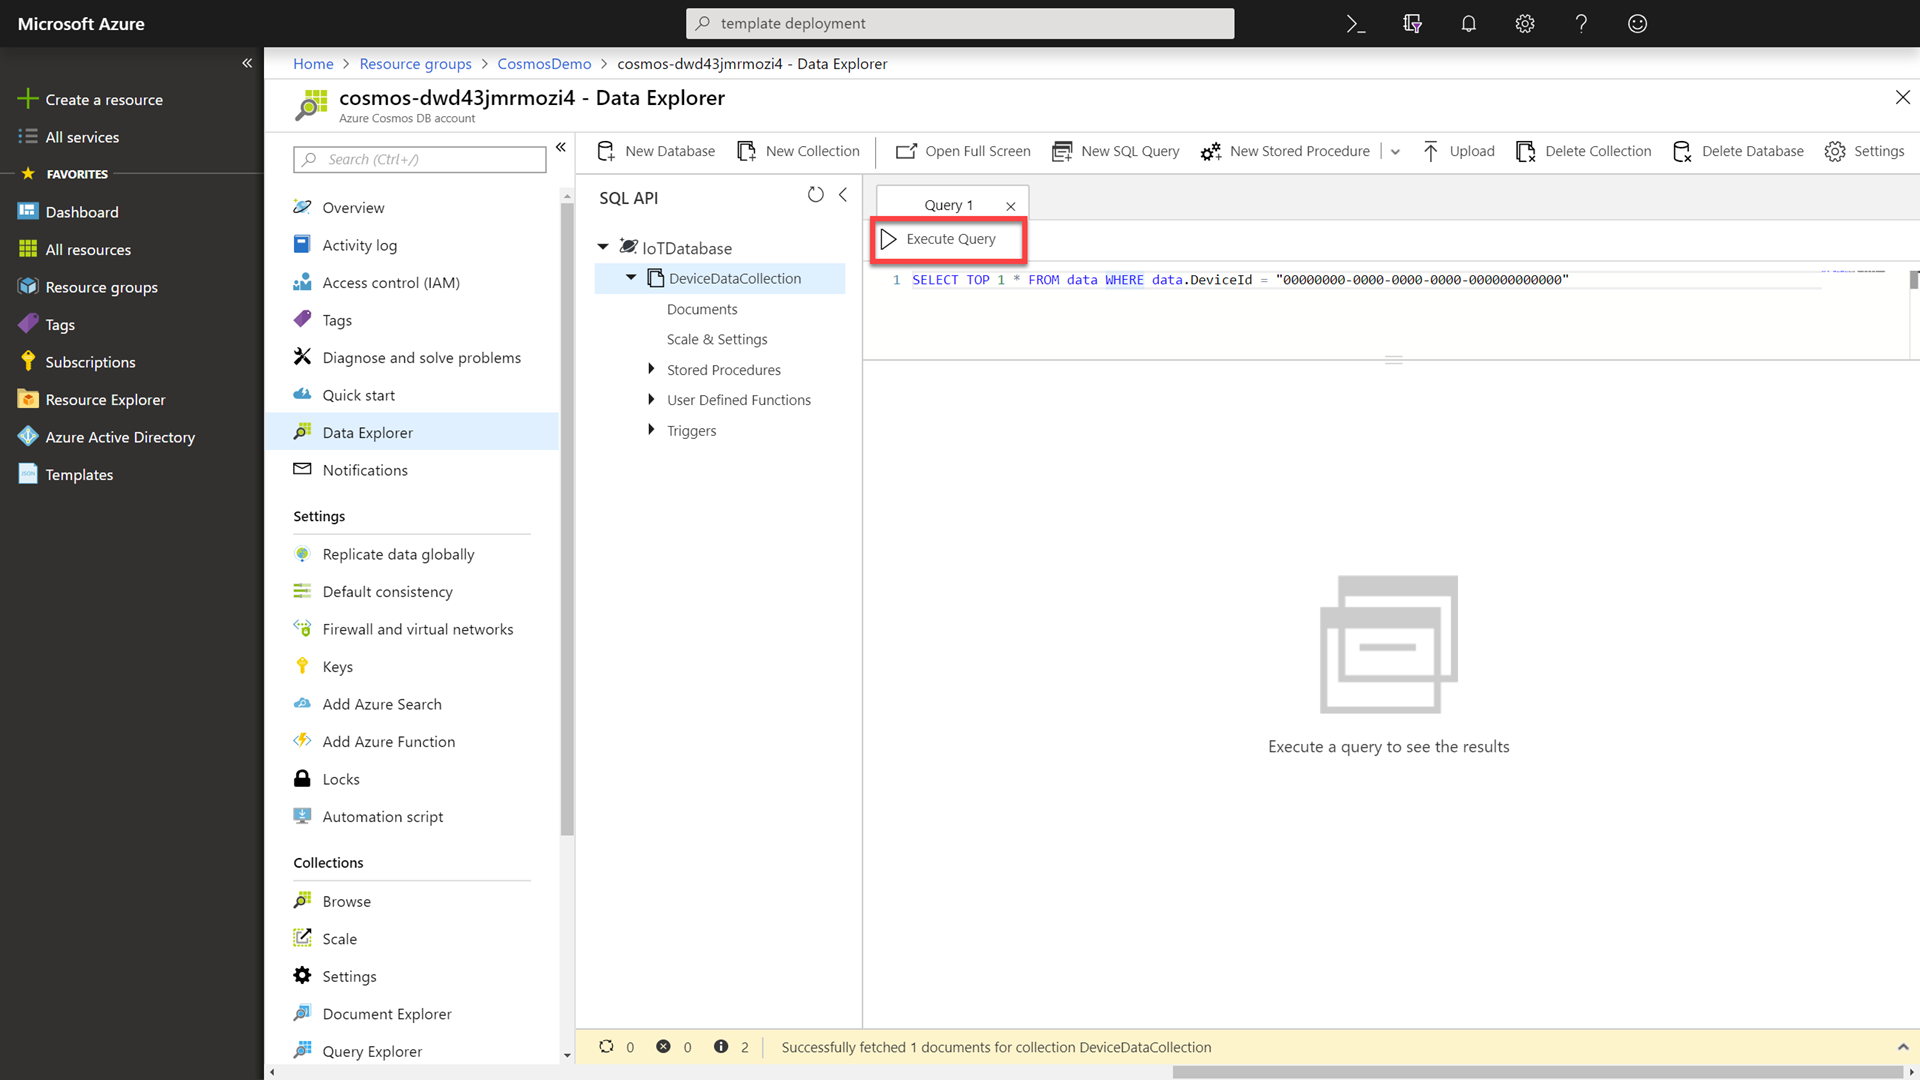 Microsoft Azure
template deployment
Create a resource
All services
FAVORITES
Dashboard
All resources
Resource groups
Tags
Subscriptions
Resource Explorer
Azure Active Directory
Templates
Home > Resource groups > CosmosDemo > cosmos-dwd43jmrmozi4 - Data Explorer
cosmos-dwd43jmrmozi4 - Data Explorer
Azure Cosmos DB account
Search (Ctrl+/)
Overview
Activity log
Access control (IAM)
Tags
Diagnose and solve problems
Quick start
Data Explorer
Notifications
Settings
Replicate data globally
Default consistency
Firewall and virtual networks
Keys
Add Azure Search
Add Azure Function
Locks
Automation script
Collections
Browse
Scale
Settings
Document Explorer
Query Explorer
New Database New Collection Open Full Screen New SQL Query New Stored Procedure Upload Delete Collection Delete Database Settings
SQL API
IoTDatabase
DeviceDataCollection
Documents
Scale & Settings
Stored Procedures
User Defined Functions
Triggers
Query 1
Execute Query
1 SELECT TOP 1 * FROM data WHERE data.DeviceId = "00000000-0000-0000-0000-000000000000"
Execute a query to see the results
0 0 2 Successfully fetched 1 documents for collection DeviceDataCollection